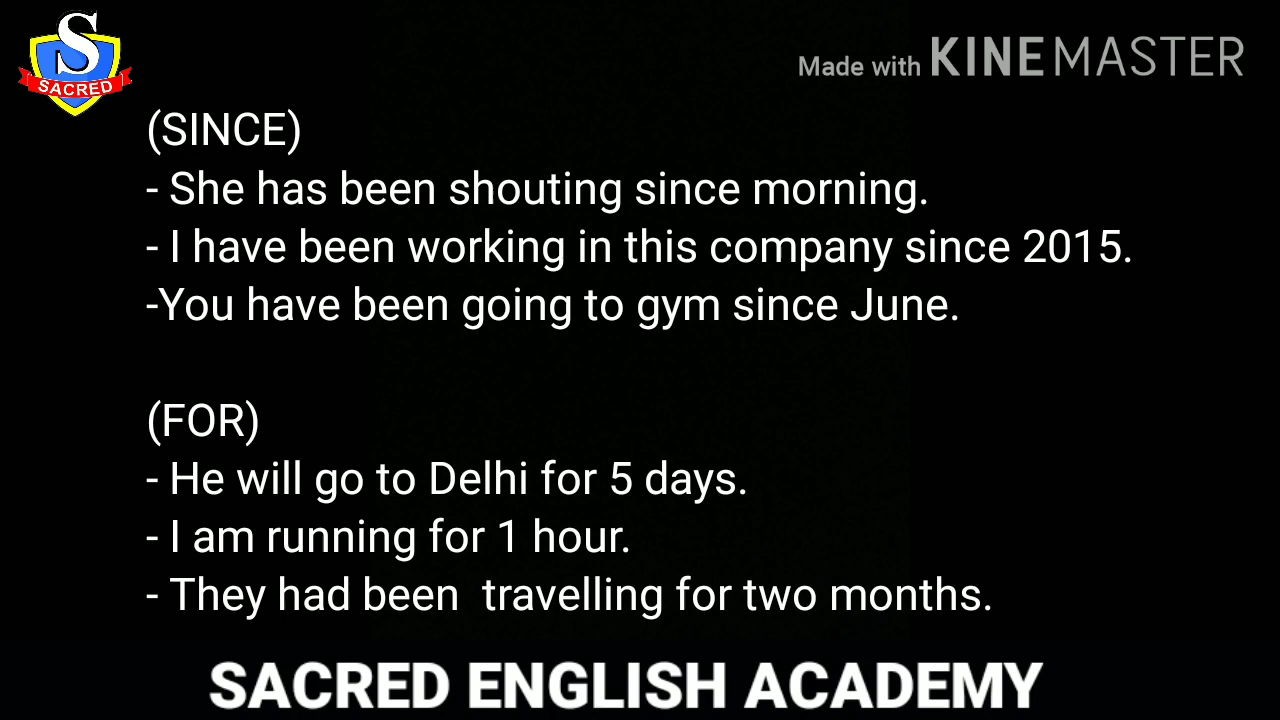 S
SACRED
Made with KINEMASTER
(SINCE)
- She has been shouting since morning.
- I have been working in this company since 2015.
-You have been going to gym since June.
(FOR)
- He will go to Delhi for 5 days.
- I am running for 1 hour.
- They had been  travelling for two months.
SACRED ENGLISH ACADEMY